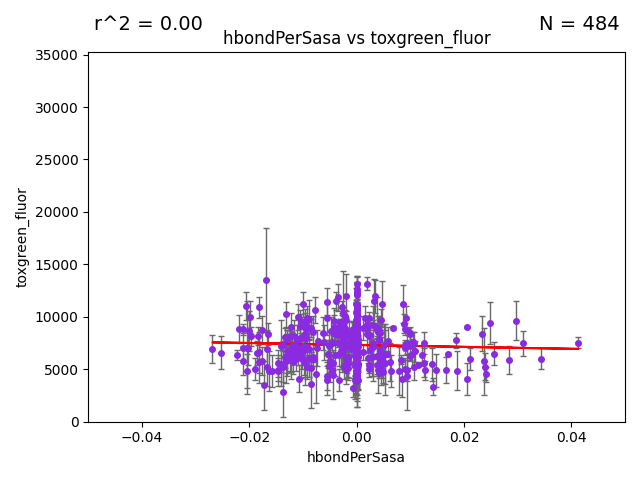 r^2 = 0.00
N = 484
hbondPerSasa vs toxgreen_fluor
35000
30000
25000
20000
15000
10000
5000
0
toxgreen_fluor
−0.04
−0.02
0.00
0.02
0.04
hbondPerSasa